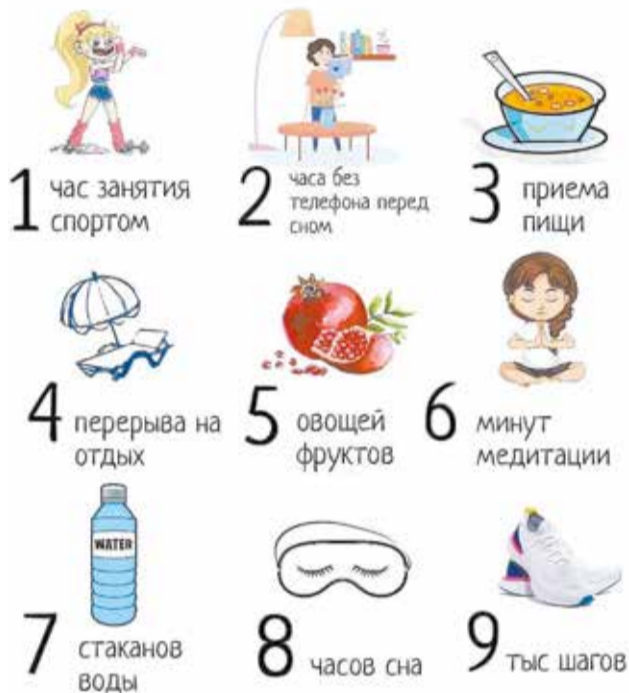 1 час занятия
спортом
2 часа без
телефона перед
сном
3 приема
пищи
4 перерыва на
отдых
5 овощей
фруктов
6 минут
медитации
WATER
7 стаканов
воды
8 часов сна
9 тыс шагов